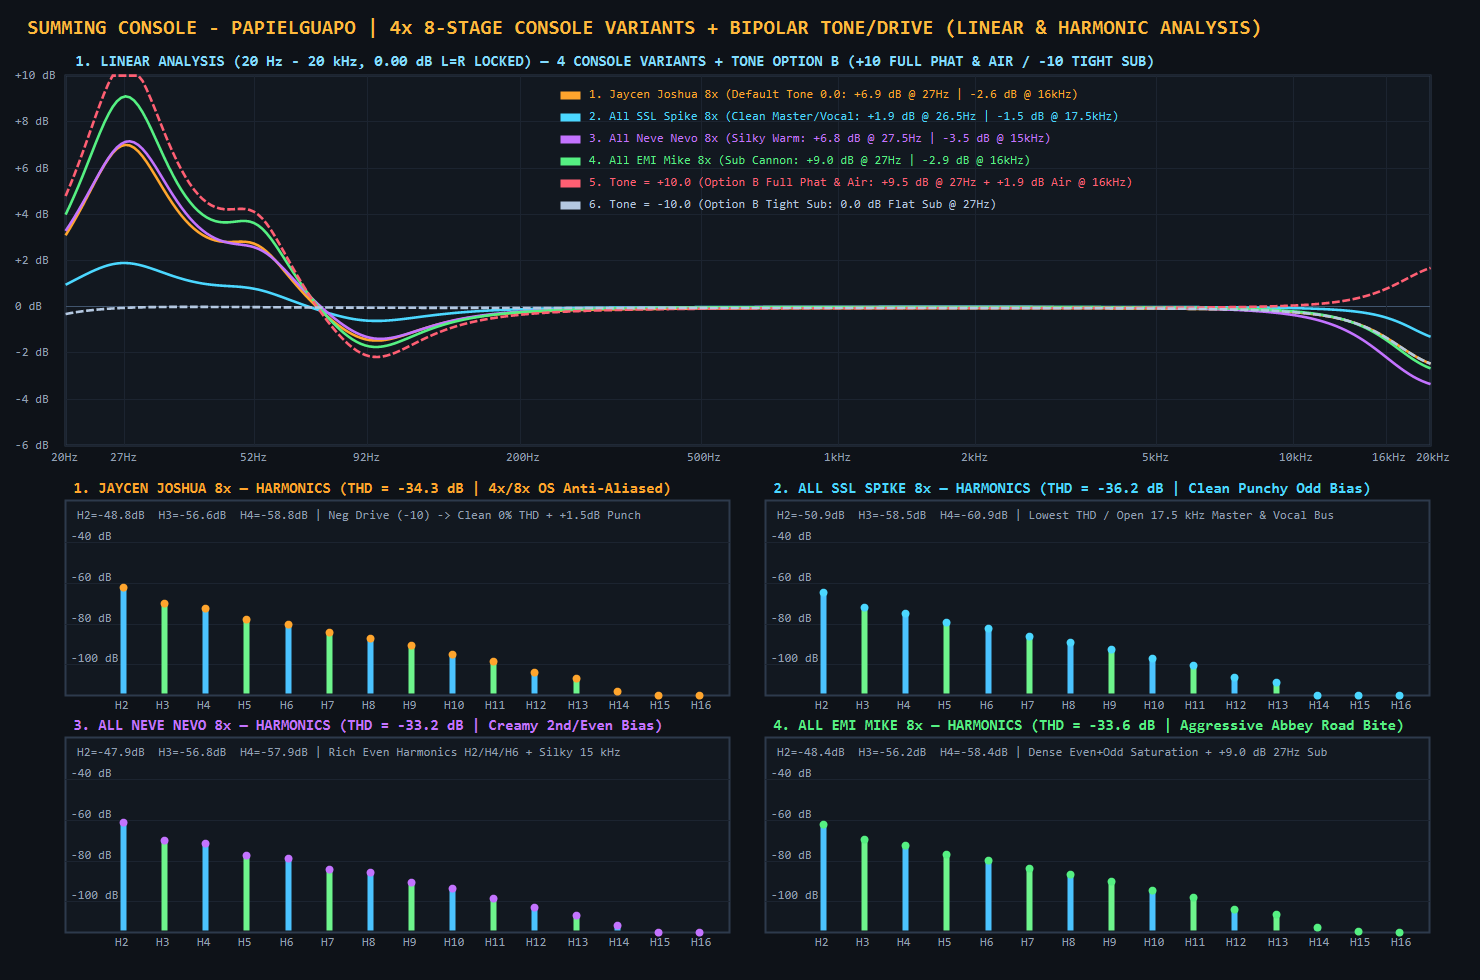 SUMMING CONSOLE - PAPIELGUAPO | 4x 8-STAGE CONSOLE VARIANTS + BIPOLAR TONE/DRIVE (LINEAR & HARMONIC ANALYSIS)
1. LINEAR ANALYSIS (20 Hz - 20 kHz, 0.00 dB L=R LOCKED) — 4 CONSOLE VARIANTS + TONE OPTION B (+10 FULL PHAT & AIR / -10 TIGHT SUB)
+10 dB
+8 dB
+6 dB
+4 dB
+2 dB
0 dB
-2 dB
-4 dB
-6 dB
1. Jaycen Joshua 8x (Default Tone 0.0: +6.9 dB @ 27Hz | -2.6 dB @ 16kHz)
2. All SSL Spike 8x (Clean Master/Vocal: +1.9 dB @ 26.5Hz | -1.5 dB @ 17.5kHz)
3. All Neve Nevo 8x (Silky Warm: +6.8 dB @ 27.5Hz | -3.5 dB @ 15kHz)
4. All EMI Mike 8x (Sub Cannon: +9.0 dB @ 27Hz | -2.9 dB @ 16kHz)
5. Tone = +10.0 (Option B Full Phat & Air: +9.5 dB @ 27Hz + +1.9 dB Air @ 16kHz)
6. Tone = -10.0 (Option B Tight Sub: 0.0 dB Flat Sub @ 27Hz)
20Hz 27Hz 52Hz 92Hz 200Hz 500Hz 1kHz 2kHz 5kHz 10kHz 16kHz 20kHz
1. JAYCEN JOSHUA 8x — HARMONICS (THD = -34.3 dB | 4x/8x OS Anti-Aliased)
H2=-48.8dB H3=-56.6dB H4=-58.8dB | Neg Drive (-10) -> Clean 0% THD + +1.5dB Punch
-40 dB
-60 dB
-80 dB
-100 dB
H2 H3 H4 H5 H6 H7 H8 H9 H10 H11 H12 H13 H14 H15 H16
2. ALL SSL SPIKE 8x — HARMONICS (THD = -36.2 dB | Clean Punchy Odd Bias)
H2=-50.9dB H3=-58.5dB H4=-60.9dB | Lowest THD / Open 17.5 kHz Master & Vocal Bus
-40 dB
-60 dB
-80 dB
-100 dB
H2 H3 H4 H5 H6 H7 H8 H9 H10 H11 H12 H13 H14 H15 H16
3. ALL NEVE NEVO 8x — HARMONICS (THD = -33.2 dB | Creamy 2nd/Even Bias)
H2=-47.9dB H3=-56.8dB H4=-57.9dB | Rich Even Harmonics H2/H4/H6 + Silky 15 kHz
-40 dB
-60 dB
-80 dB
-100 dB
H2 H3 H4 H5 H6 H7 H8 H9 H10 H11 H12 H13 H14 H15 H16
4. ALL EMI MIKE 8x — HARMONICS (THD = -33.6 dB | Aggressive Abbey Road Bite)
H2=-48.4dB H3=-56.2dB H4=-58.4dB | Dense Even+Odd Saturation + +9.0 dB 27Hz Sub
-40 dB
-60 dB
-80 dB
-100 dB
H2 H3 H4 H5 H6 H7 H8 H9 H10 H11 H12 H13 H14 H15 H16